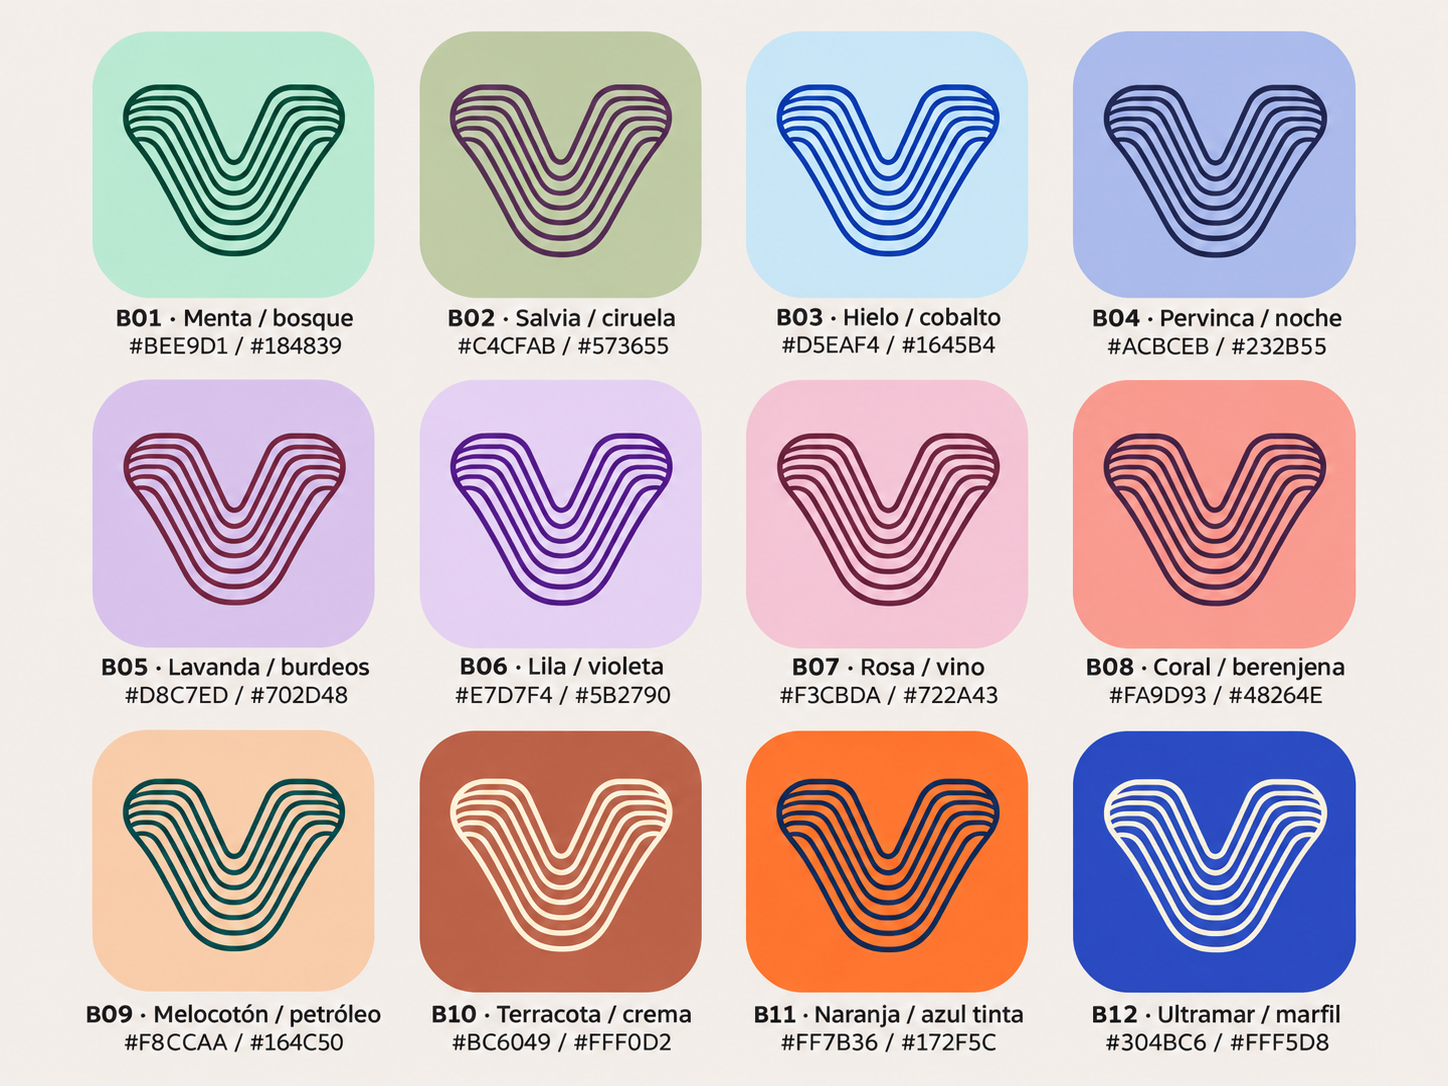 B01 · Menta / bosque
#BEE9D1 / #184839
B02 · Salvia / ciruela
#C4CFAB / #573655
B03 · Hielo / cobalto
#D5EAF4 / #1645B4
B04 · Pervinca / noche
#ACBCEB / #232B55
B05 · Lavanda / burdeos
#D8C7ED / #702D48
B06 · Lila / violeta
#E7D7F4 / #5B2790
B07 · Rosa / vino
#F3CBDA / #722A43
B08 · Coral / berenjena
#FA9D93 / #48264E
B09 · Melocotón / petróleo
#F8CCAA / #164C50
B10 · Terracota / crema
#BC6049 / #FFF0D2
B11 · Naranja / azul tinta
#FF7B36 / #172F5C
B12 · Ultramar / marfil
#304BC6 / #FFF5D8